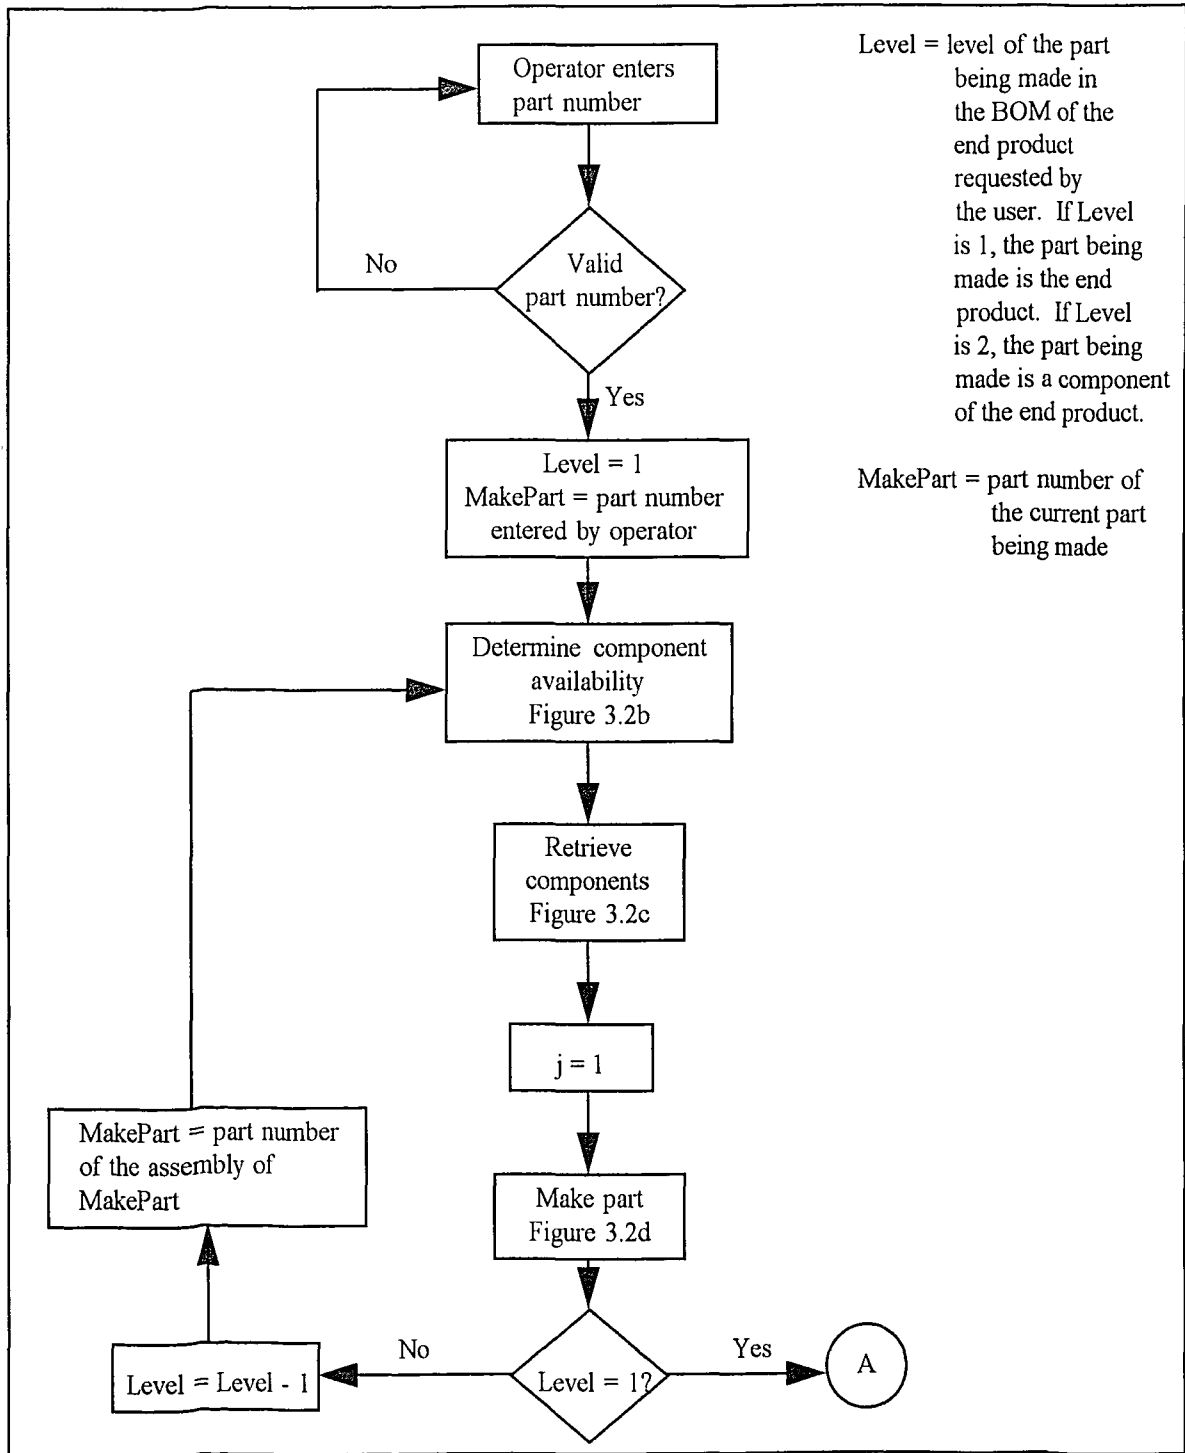 Operator enters
part number
Level = level of the part
being made in
the BOM of the
end product
requested by
the user. If Level
is 1, the part being
made is the end
product. If Level
is 2, the part being
made is a component
of the end product.
MakePart = part number of
the current part
being made
No
Valid
part number?
Yes
Level = 1
MakePart = part number
entered by operator
Determine component
availability
Figure 3.2b
Retrieve
components
Figure 3.2c
j = 1
Make part
Figure 3.2d
MakePart = part number
of the assembly of
MakePart
Level = Level - 1
No
Level = 1?
Yes
A